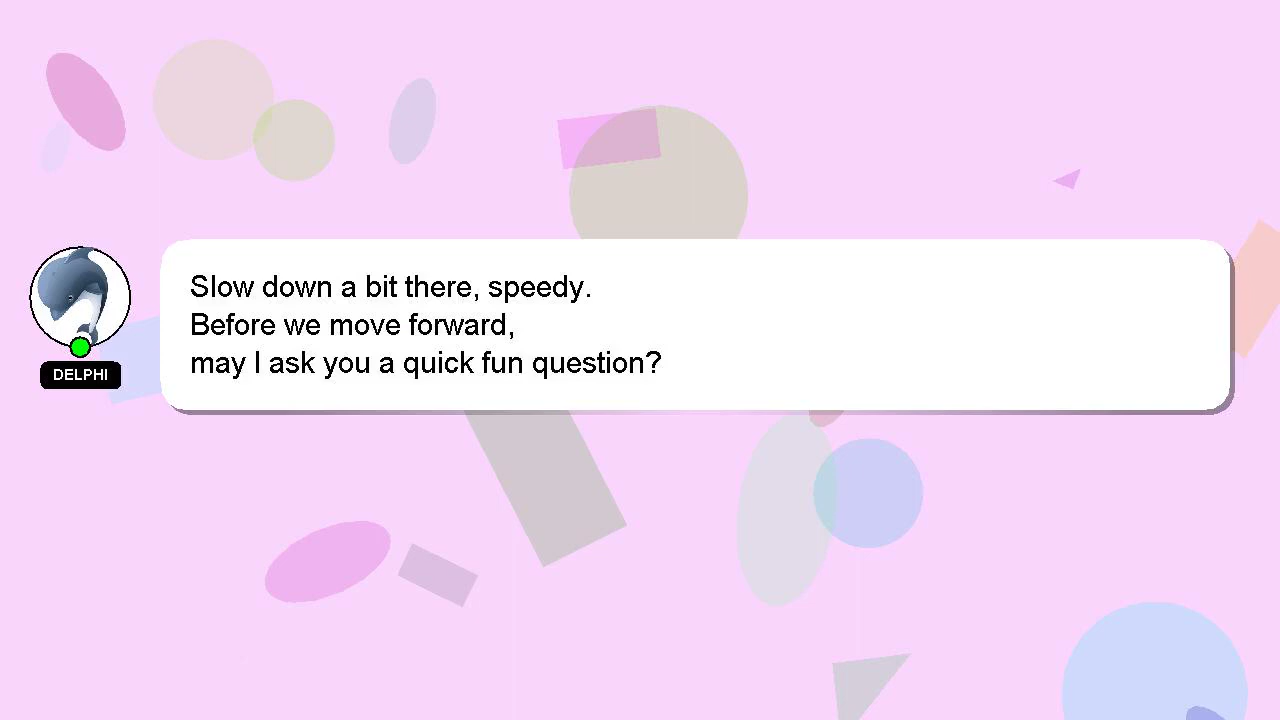 Slow down a bit there, speedy.
Before we move forward,
may I ask you a quick fun question?
DELPHI